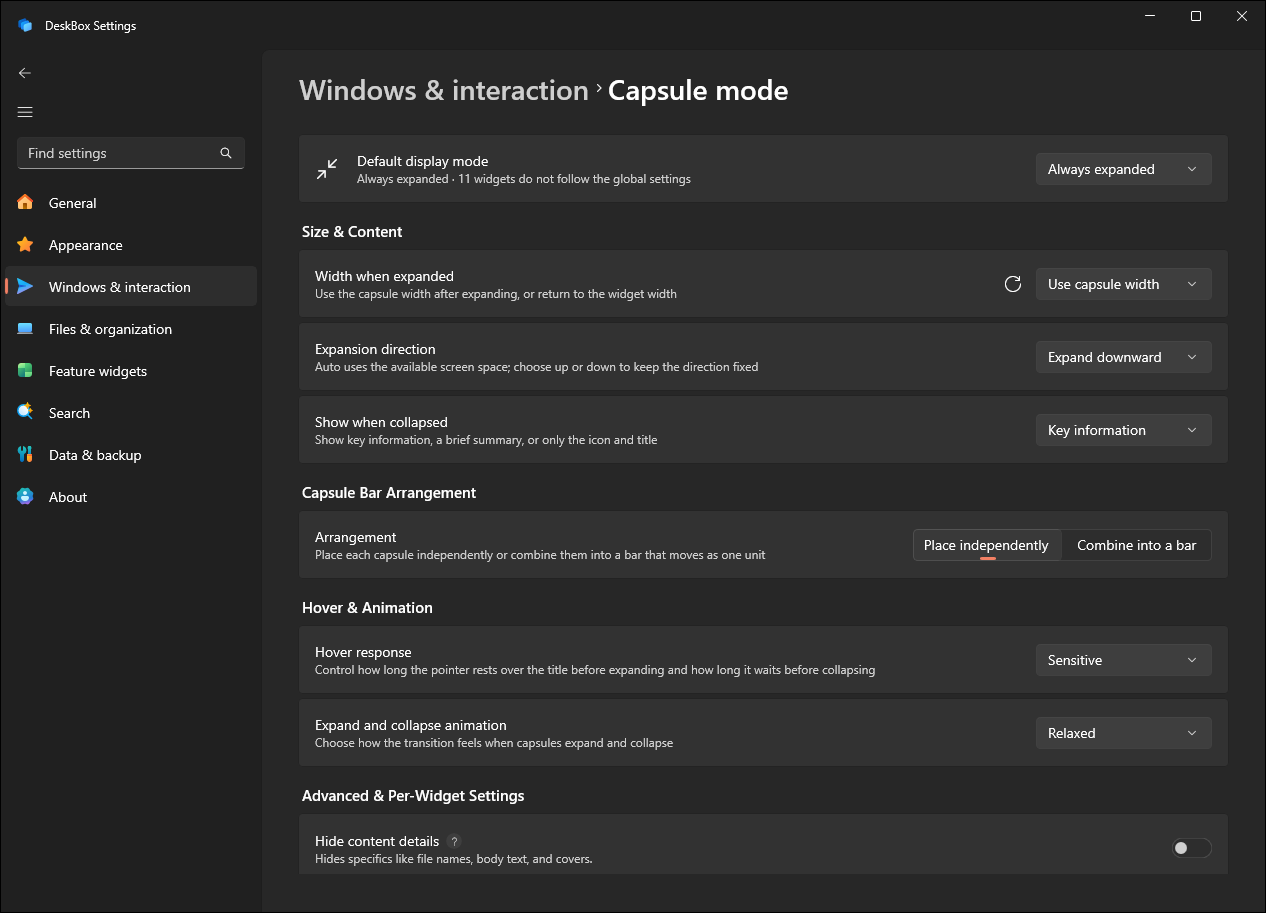 DeskBox Settings
Find settings
General
Appearance
Windows & interaction
Files & organization
Feature widgets
Search
Data & backup
About
Windows & interaction › Capsule mode
Default display mode
Always expanded · 11 widgets do not follow the global settings
Always expanded
Size & Content
Width when expanded
Use the capsule width after expanding, or return to the widget width
Use capsule width
Expansion direction
Auto uses the available screen space; choose up or down to keep the direction fixed
Expand downward
Show when collapsed
Show key information, a brief summary, or only the icon and title
Key information
Capsule Bar Arrangement
Arrangement
Place each capsule independently or combine them into a bar that moves as one unit
Place independently
Combine into a bar
Hover & Animation
Hover response
Control how long the pointer rests over the title before expanding and how long it waits before collapsing
Sensitive
Expand and collapse animation
Choose how the transition feels when capsules expand and collapse
Relaxed
Advanced & Per-Widget Settings
Hide content details ?
Hides specifics like file names, body text, and covers.